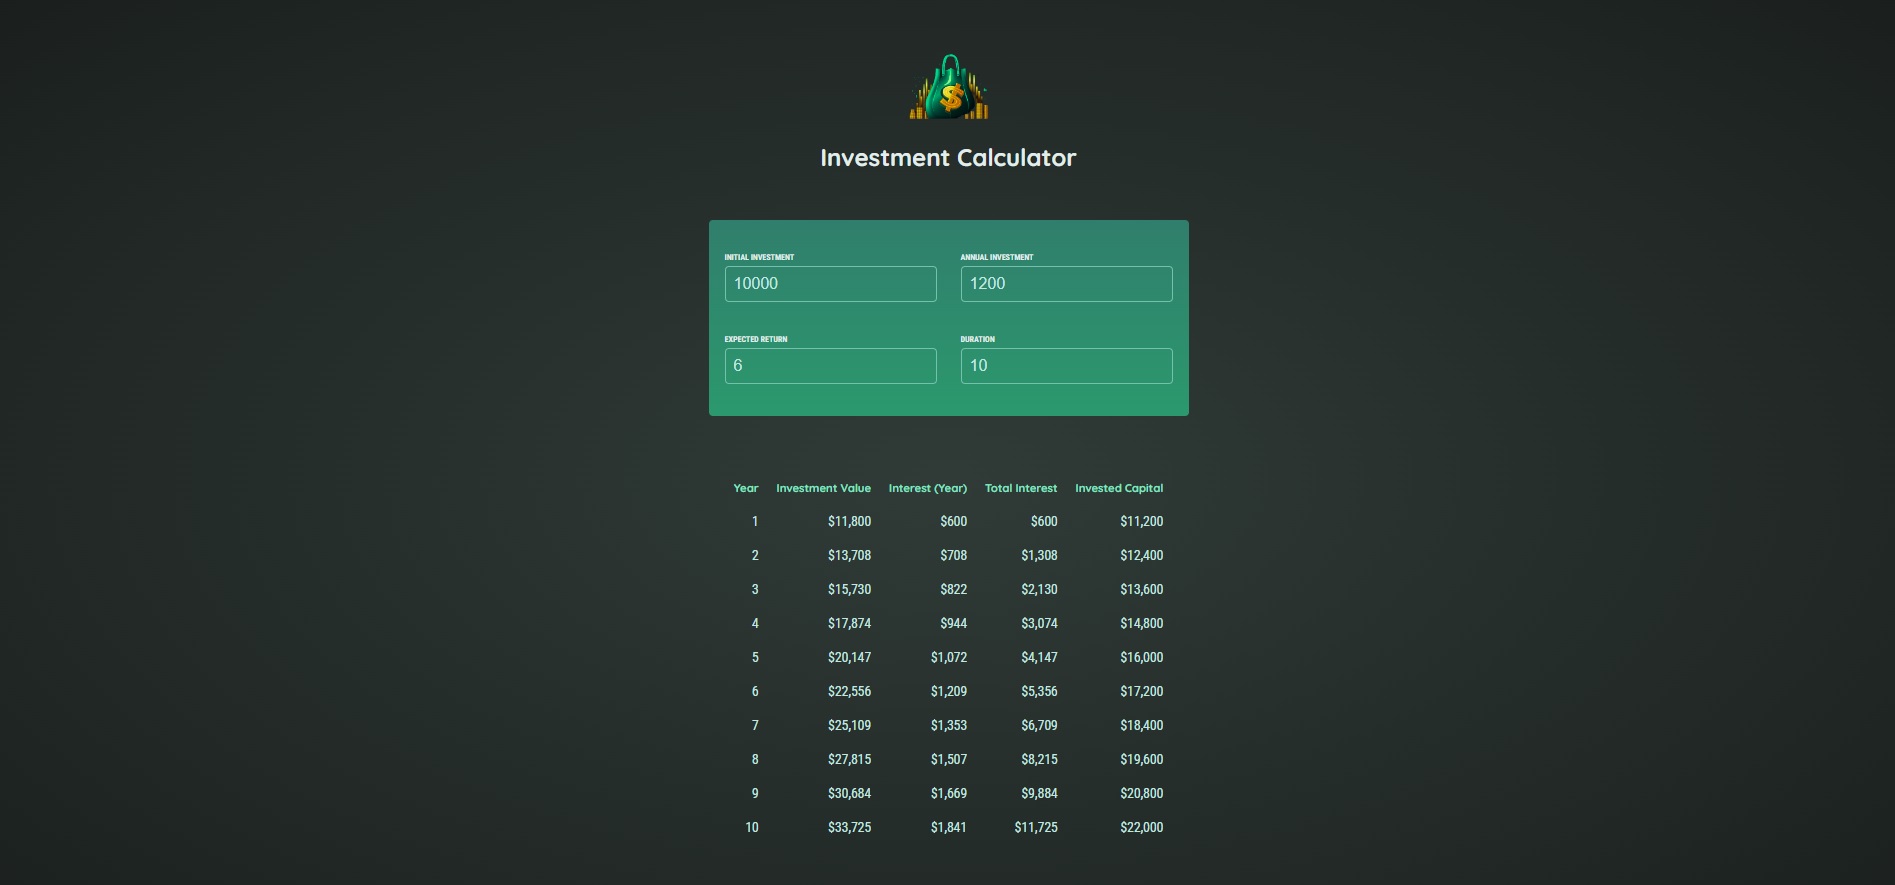 $
Investment Calculator
INITIAL INVESTMENT ANNUAL INVESTMENT
10000 1200
EXPECTED RETURN DURATION
6 10
Year Investment Value Interest (Year) Total Interest Invested Capital
1 $11,800 $600 $600 $11,200
2 $13,708 $708 $1,308 $12,400
3 $15,730 $822 $2,130 $13,600
4 $17,874 $944 $3,074 $14,800
5 $20,147 $1,072 $4,147 $16,000
6 $22,556 $1,209 $5,356 $17,200
7 $25,109 $1,353 $6,709 $18,400
8 $27,815 $1,507 $8,215 $19,600
9 $30,684 $1,669 $9,884 $20,800
10 $33,725 $1,841 $11,725 $22,000